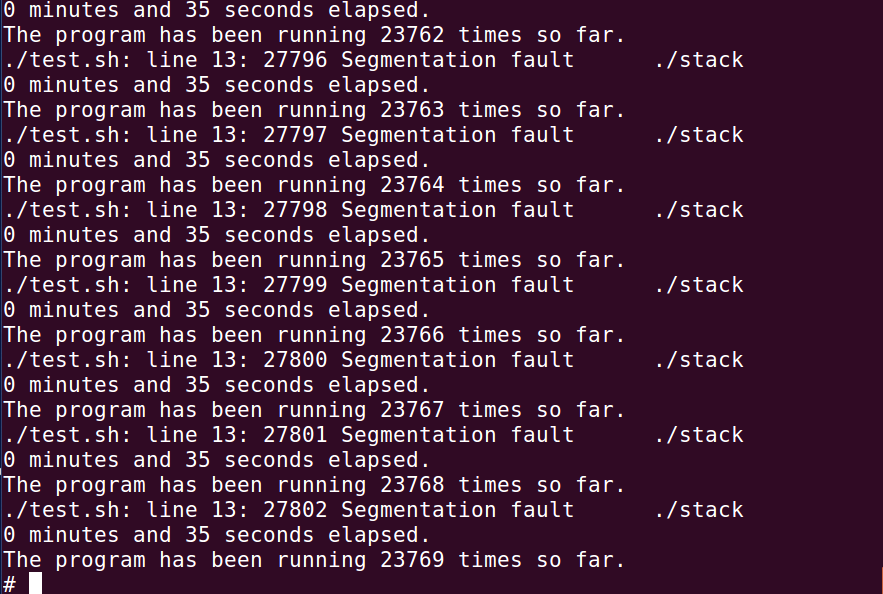 0 minutes and 35 seconds elapsed.
The program has been running 23762 times so far.
./test.sh: line 13: 27796 Segmentation fault      ./stack
0 minutes and 35 seconds elapsed.
The program has been running 23763 times so far.
./test.sh: line 13: 27797 Segmentation fault      ./stack
0 minutes and 35 seconds elapsed.
The program has been running 23764 times so far.
./test.sh: line 13: 27798 Segmentation fault      ./stack
0 minutes and 35 seconds elapsed.
The program has been running 23765 times so far.
./test.sh: line 13: 27799 Segmentation fault      ./stack
0 minutes and 35 seconds elapsed.
The program has been running 23766 times so far.
./test.sh: line 13: 27800 Segmentation fault      ./stack
0 minutes and 35 seconds elapsed.
The program has been running 23767 times so far.
./test.sh: line 13: 27801 Segmentation fault      ./stack
0 minutes and 35 seconds elapsed.
The program has been running 23768 times so far.
./test.sh: line 13: 27802 Segmentation fault      ./stack
0 minutes and 35 seconds elapsed.
The program has been running 23769 times so far.
#